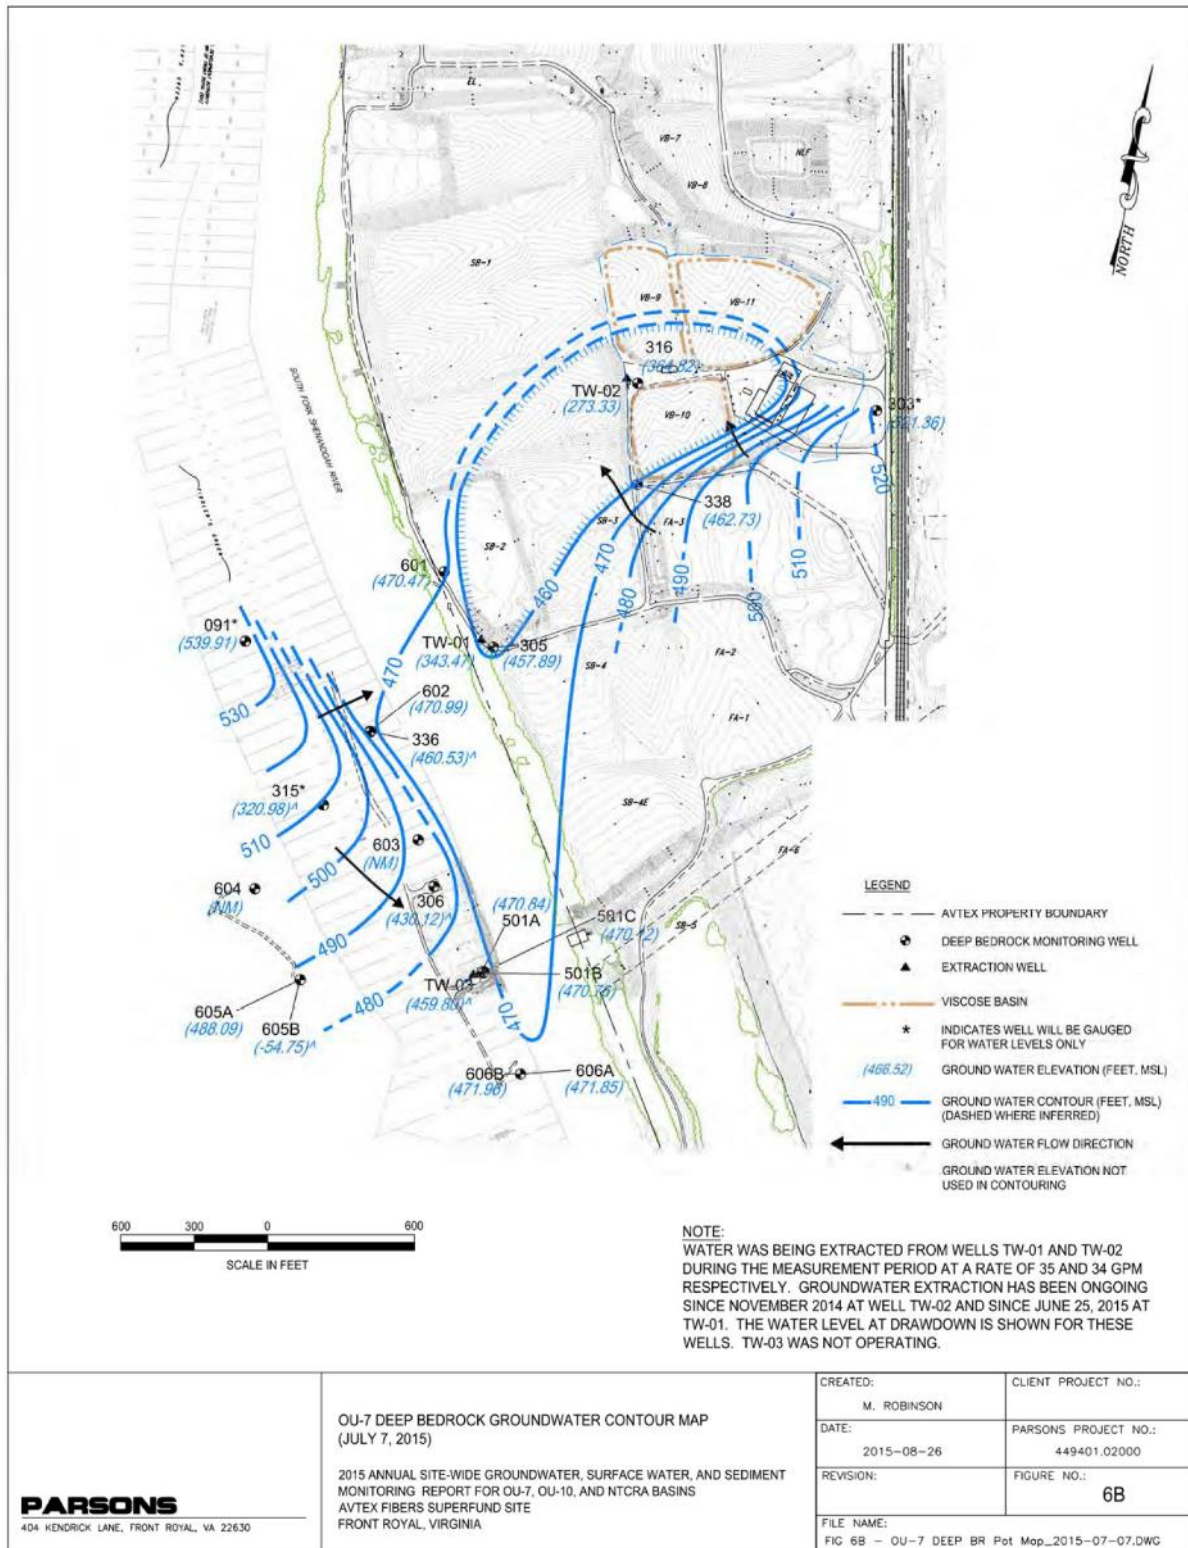 EL
VB-7
NLF
VB-8
NORTH
SB-1
VB-9
VB-11
316
(364.82)
TW-02
(273.33)
VB-10
303*
(521.36)
SOUTH FORK SHENANDOAH RIVER
520
338
(462.73)
SB-3
FA-3
SB-2
470
510
601
(470.47)
460
480
490
500
091*
(539.91)
TW-01
(343.47)
305
(457.89)
SB-4
FA-2
470
602
(470.99)
530
FA-1
336
(460.53)^
315*
(320.98)^
SB-4E
510
603
(NM)
FA-6
500
LEGEND
604
(NM)
306
(430.12)^
(470.84)
501A
501C
(470.12)
AVTEX PROPERTY BOUNDARY
SB-5
DEEP BEDROCK MONITORING WELL
490
501B
(470.76)
EXTRACTION WELL
TW-03
(459.80)^
480
470
VISCOSE BASIN
605A
(488.09)
605B
(-54.75)^
* INDICATES WELL WILL BE GAUGED
FOR WATER LEVELS ONLY
606B
(471.96)
606A
(471.85)
(466.52) GROUND WATER ELEVATION (FEET, MSL)
490 GROUND WATER CONTOUR (FEET, MSL)
(DASHED WHERE INFERRED)
GROUND WATER FLOW DIRECTION
^ GROUND WATER ELEVATION NOT
USED IN CONTOURING
600 300 0 600
SCALE IN FEET
NOTE:
WATER WAS BEING EXTRACTED FROM WELLS TW-01 AND TW-02
DURING THE MEASUREMENT PERIOD AT A RATE OF 35 AND 34 GPM
RESPECTIVELY. GROUNDWATER EXTRACTION HAS BEEN ONGOING
SINCE NOVEMBER 2014 AT WELL TW-02 AND SINCE JUNE 25, 2015 AT
TW-01. THE WATER LEVEL AT DRAWDOWN IS SHOWN FOR THESE
WELLS. TW-03 WAS NOT OPERATING.
PARSONS
404 KENDRICK LANE, FRONT ROYAL, VA 22630
OU-7 DEEP BEDROCK GROUNDWATER CONTOUR MAP
(JULY 7, 2015)
2015 ANNUAL SITE-WIDE GROUNDWATER, SURFACE WATER, AND SEDIMENT
MONITORING REPORT FOR OU-7, OU-10, AND NTCRA BASINS
AVTEX FIBERS SUPERFUND SITE
FRONT ROYAL, VIRGINIA
CREATED:
M. ROBINSON
CLIENT PROJECT NO.:
DATE:
2015-08-26
PARSONS PROJECT NO.:
449401.02000
REVISION:
FIGURE NO.:
6B
FILE NAME:
FIG 6B - OU-7 DEEP BR Pot Map_2015-07-07.DWG